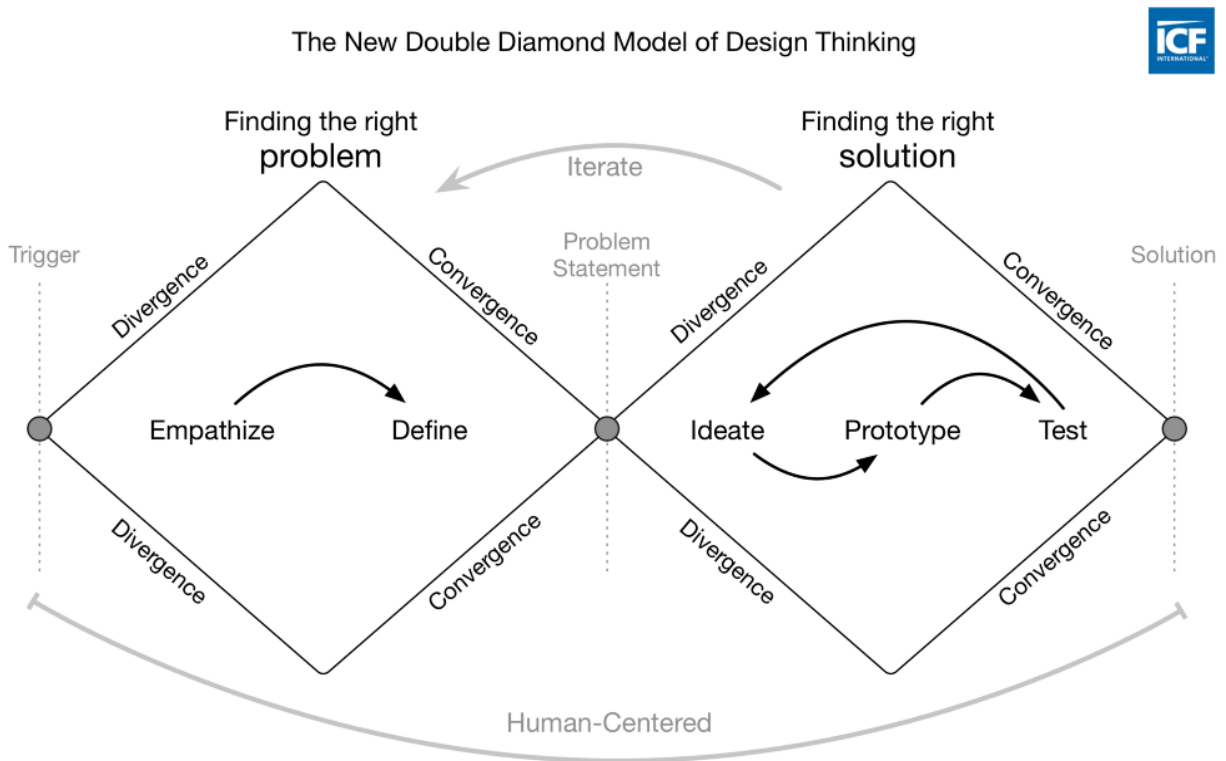 The New Double Diamond Model of Design Thinking
ICF
INTERNATIONAL
Finding the right
problem
Finding the right
solution
Iterate
Trigger
Problem
Statement
Solution
Divergence
Convergence
Divergence
Convergence
Empathize
Define
Ideate
Prototype
Test
Divergence
Convergence
Divergence
Convergence
Human-Centered